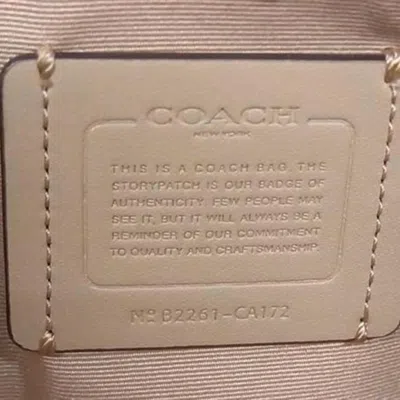 COACH
NEW YORK
THIS IS A COACH BAG. THE
STORYPATCH IS OUR BADGE OF
AUTHENTICITY. FEW PEOPLE MAY
SEE IT, BUT IT WILL ALWAYS BE A
REMINDER OF OUR COMMITMENT
TO QUALITY AND CRAFTSMANSHIP.
Nº B2261-CA172